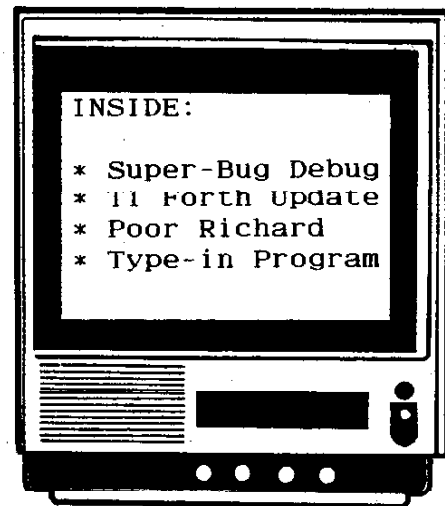 INSIDE:
* Super-Bug Debug
* TI Forth Update
* Poor Richard
* Type-in Program